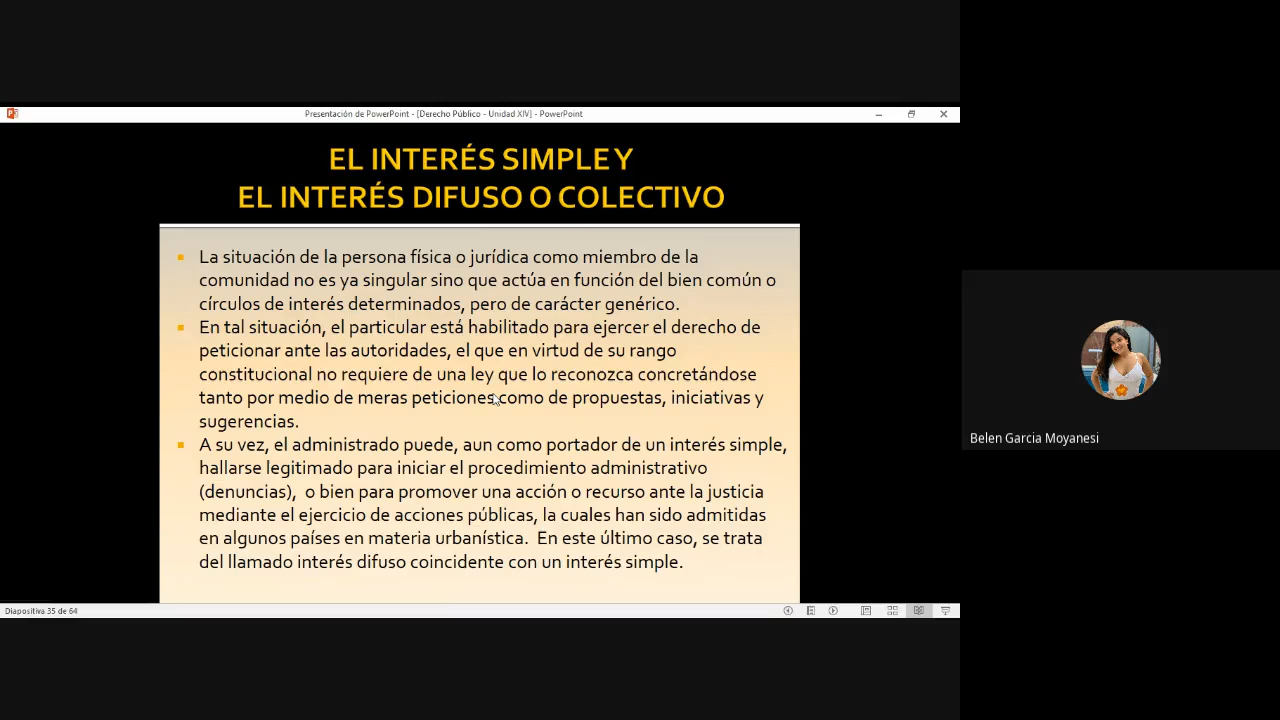 Presentación de PowerPoint - [Derecho Público - Unidad XIV] - PowerPoint
EL INTERÉS SIMPLE Y
EL INTERÉS DIFUSO O COLECTIVO
La situación de la persona física o jurídica como miembro de la
comunidad no es ya singular sino que actúa en función del bien común o
círculos de interés determinados, pero de carácter genérico.
En tal situación, el particular está habilitado para ejercer el derecho de
peticionar ante las autoridades, el que en virtud de su rango
constitucional no requiere de una ley que lo reconozca concretándose
tanto por medio de meras peticiones como de propuestas, iniciativas y
sugerencias.
A su vez, el administrado puede, aun como portador de un interés simple,
hallarse legitimado para iniciar el procedimiento administrativo
(denuncias), o bien para promover una acción o recurso ante la justicia
mediante el ejercicio de acciones públicas, la cuales han sido admitidas
en algunos países en materia urbanística. En este último caso, se trata
del llamado interés difuso coincidente con un interés simple.
Belen Garcia Moyanesi
Diapositiva 35 de 64